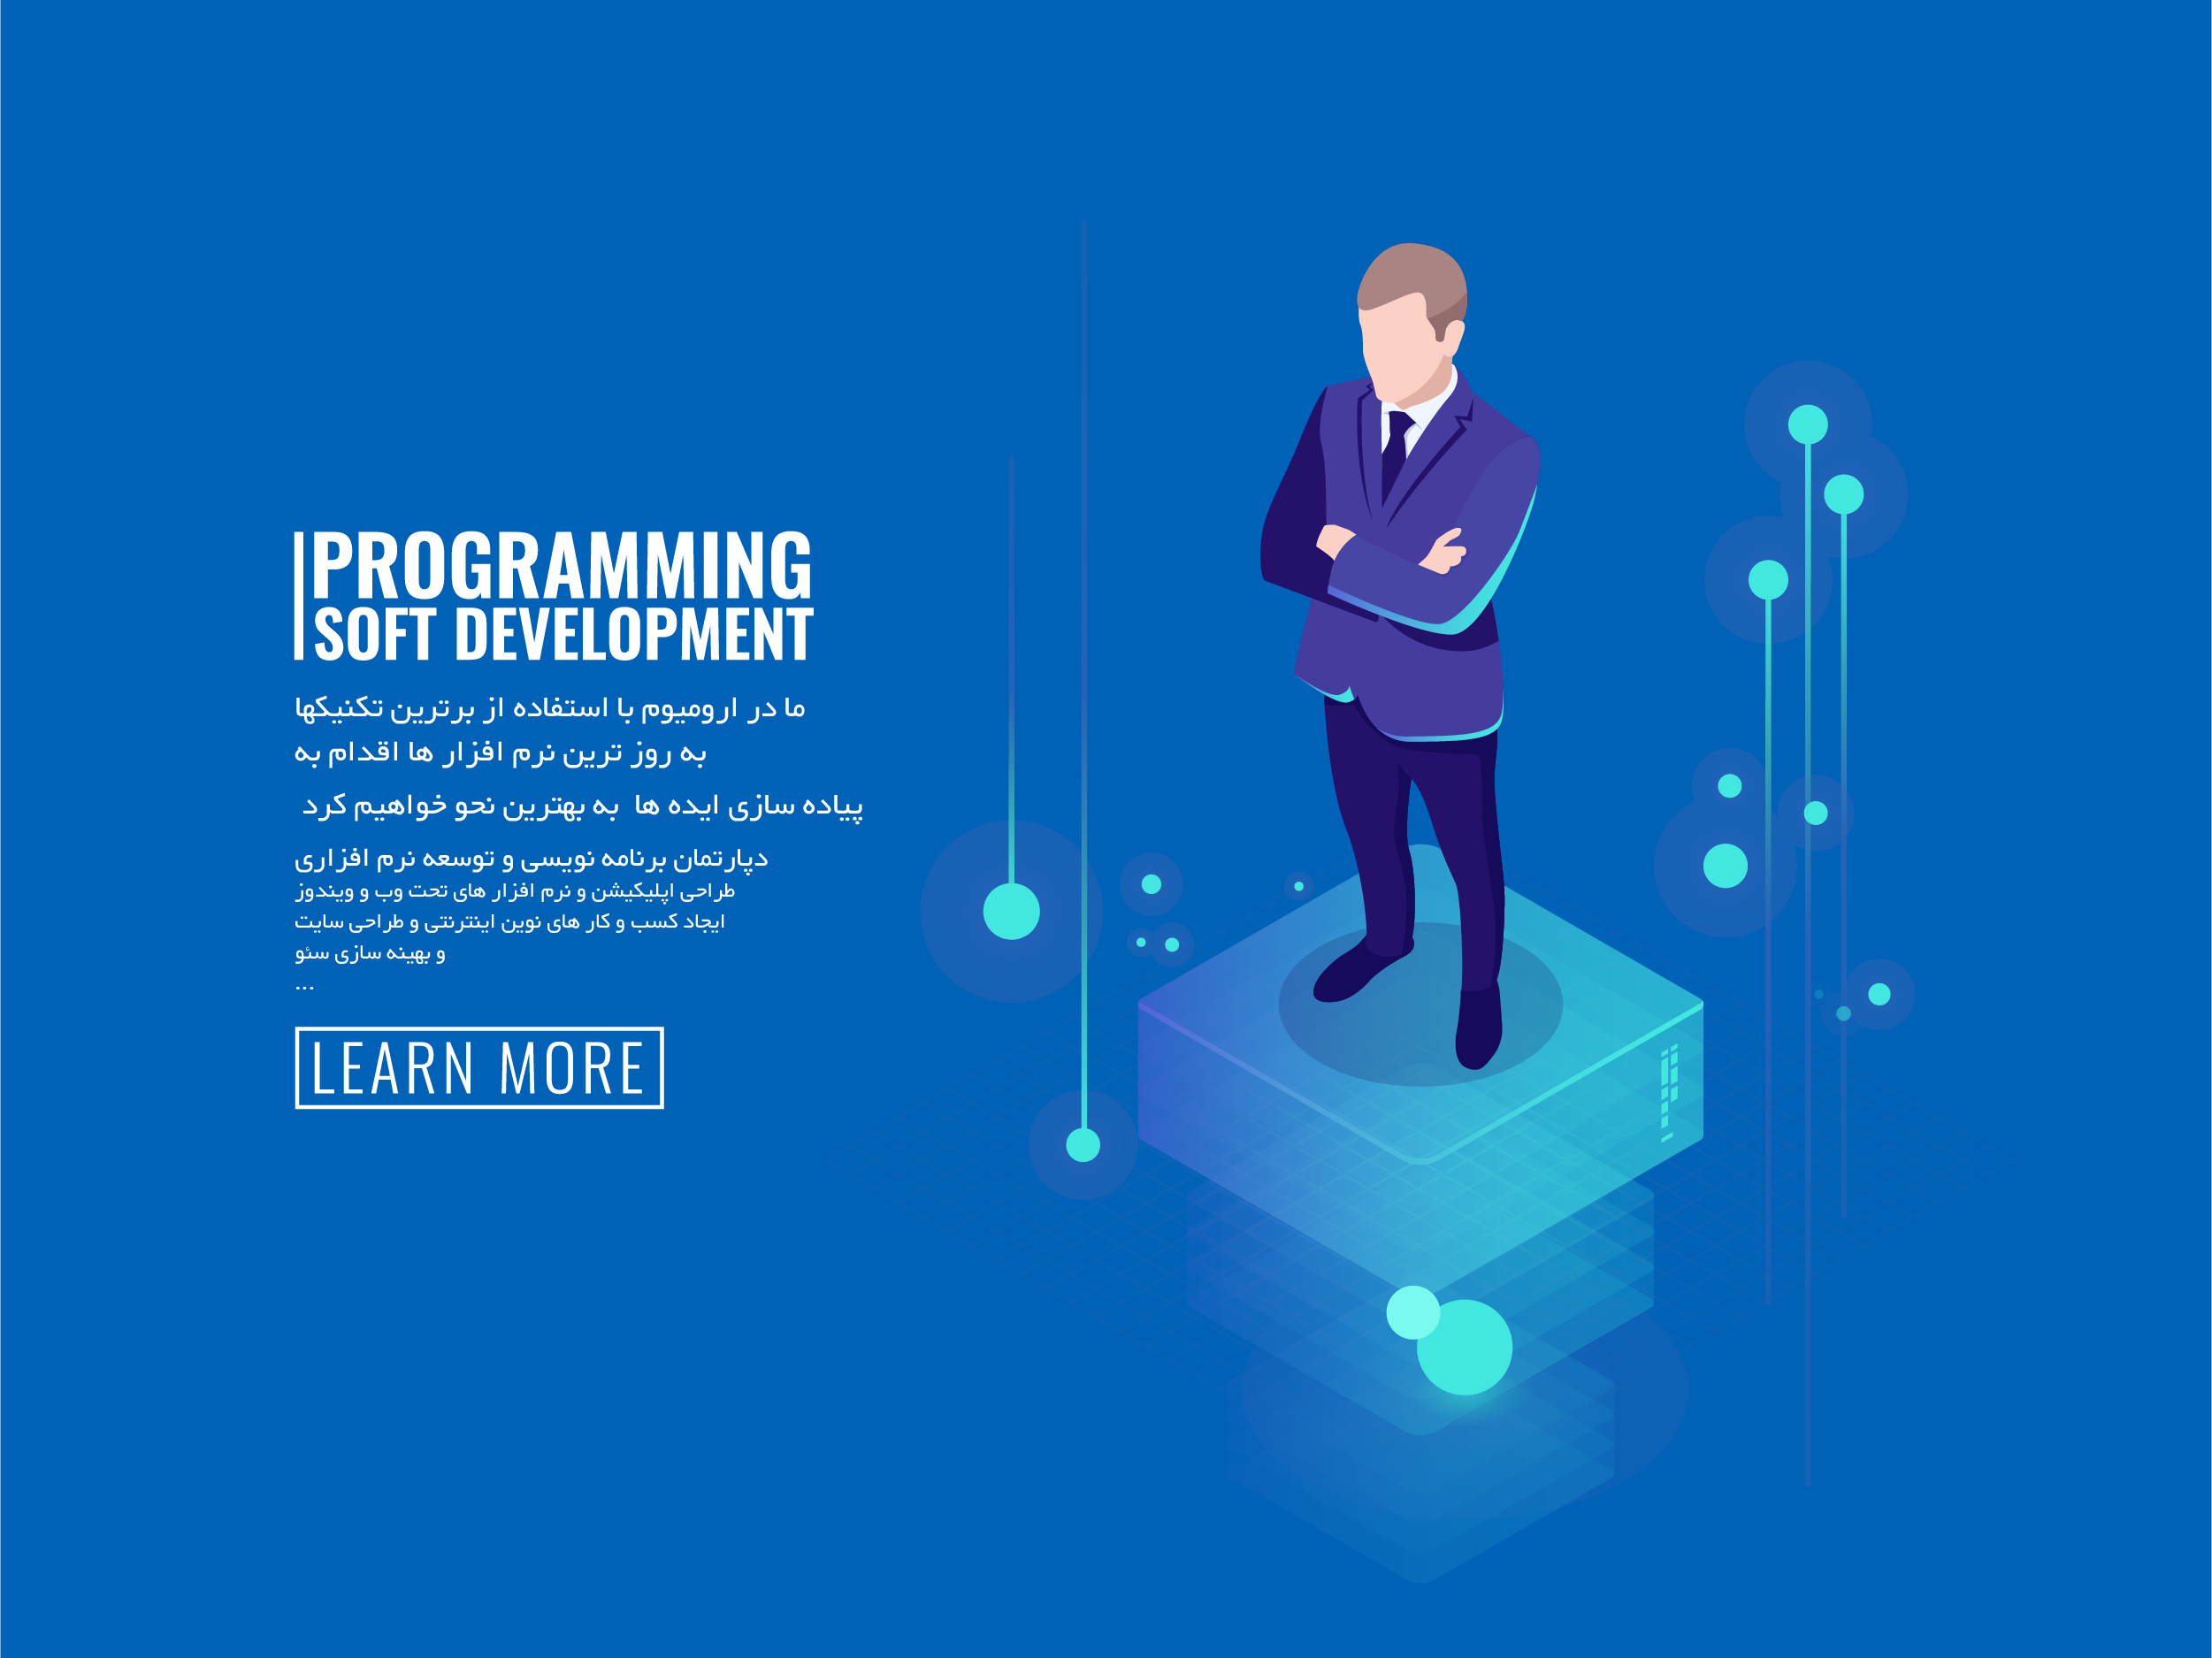 PROGRAMMING
SOFT DEVELOPMENT
ما در ارومیوم با استفاده از برترین تکنیکها
به روز ترین نرم افزار ها اقدام به
پیاده سازی ایده ها به بهترین نحو خواهیم کرد
دپارتمان برنامه نویسی و توسعه نرم افزاری
طراحی اپلیکیشن و نرم افزار های تحت وب و ویندوز
ایجاد کسب و کار های نوین اینترنتی و طراحی سایت
و بهینه سازی سئو
...
LEARN MORE